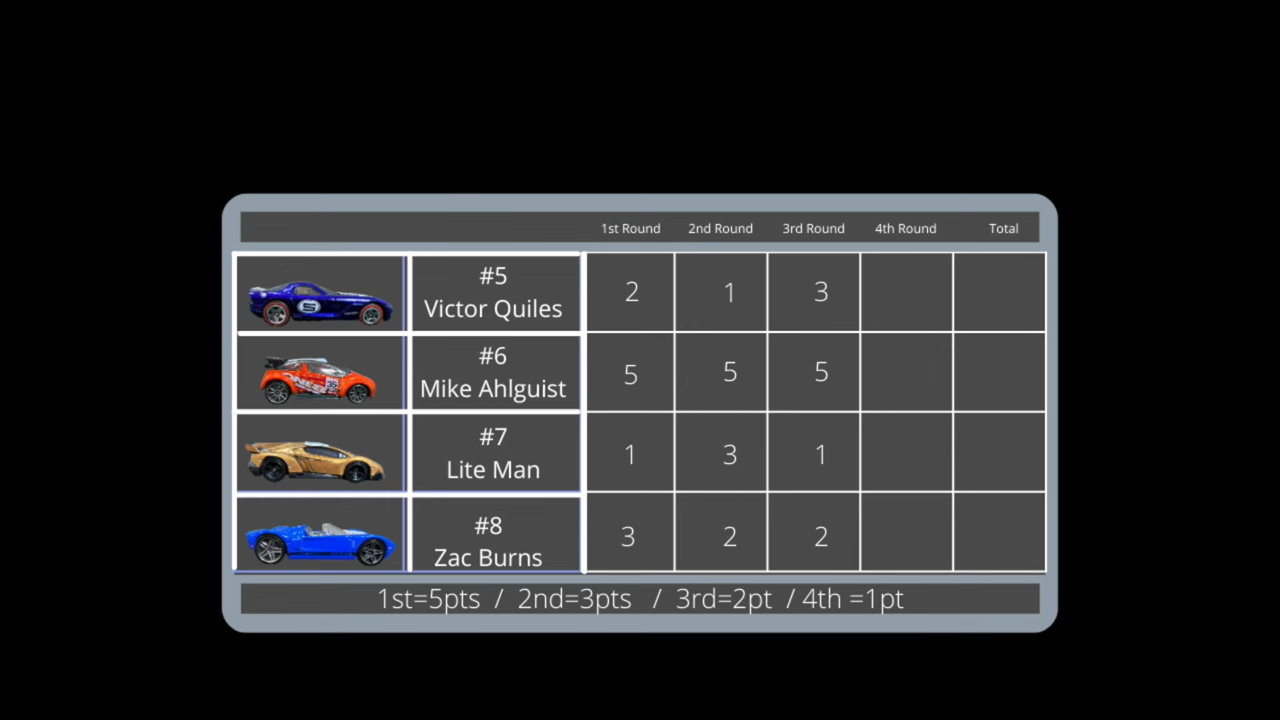 1st Round 2nd Round 3rd Round 4th Round Total
#5
Victor Quiles
2 1 3
#6
Mike Ahlguist
5 5 5
#7
Lite Man
1 3 1
#8
Zac Burns
3 2 2
1st=5pts / 2nd=3pts / 3rd=2pt / 4th =1pt
5
35